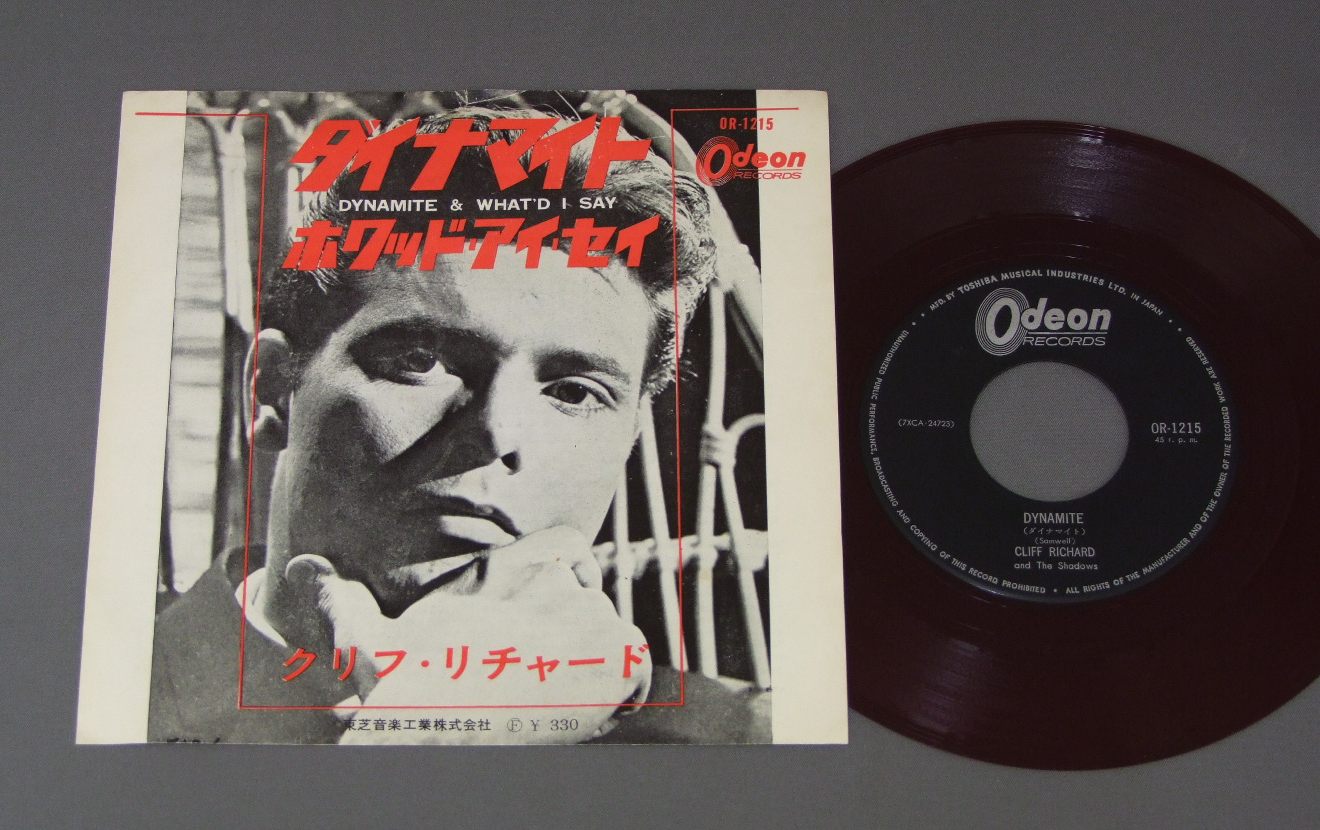 ダイナマイト
DYNAMITE & WHAT'D I SAY
ホワッド・アイ・セイ
OR-1215
Odeon
RECORDS
クリフ・リチャード
東芝音楽工業株式会社 Ⓕ ¥ 330
MFD. BY TOSHIBA MUSICAL INDUSTRIES LTD. IN JAPAN
Odeon
RECORDS
(7XCA-24723)
OR-1215
45 r. p. m.
DYNAMITE
(ダイナマイト)
(Samwell)
CLIFF RICHARD
and The Shadows
UNAUTHORIZED PUBLIC PERFORMANCE, BROADCASTING AND COPYING OF THIS RECORD PROHIBITED • ALL RIGHTS OF THE MANUFACTURER AND OF THE OWNER OF THE RECORDED WORK ARE RESERVED